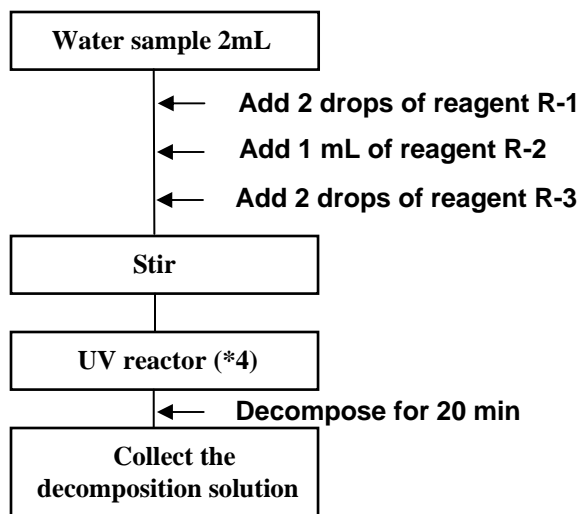 Water sample 2mL
Add 2 drops of reagent R-1
Add 1 mL of reagent R-2
Add 2 drops of reagent R-3
Stir
UV reactor (*4)
Decompose for 20 min
Collect the
decomposition solution